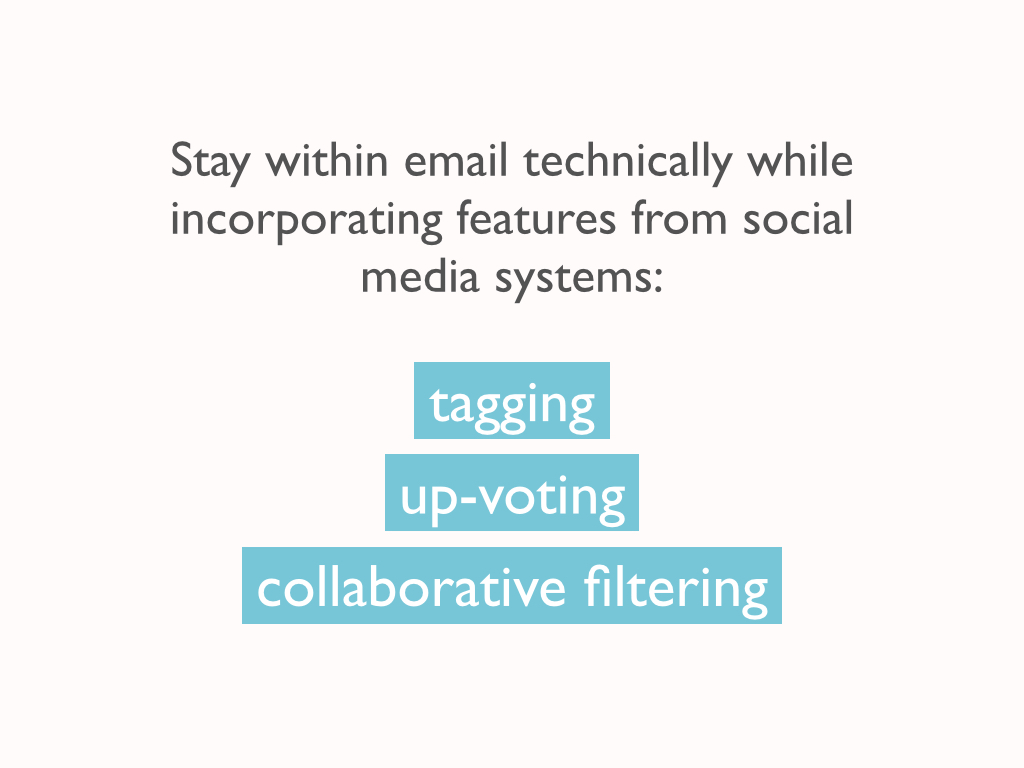 Stay within email technically while
incorporating features from social
media systems:
tagging
up-voting
collaborative filtering